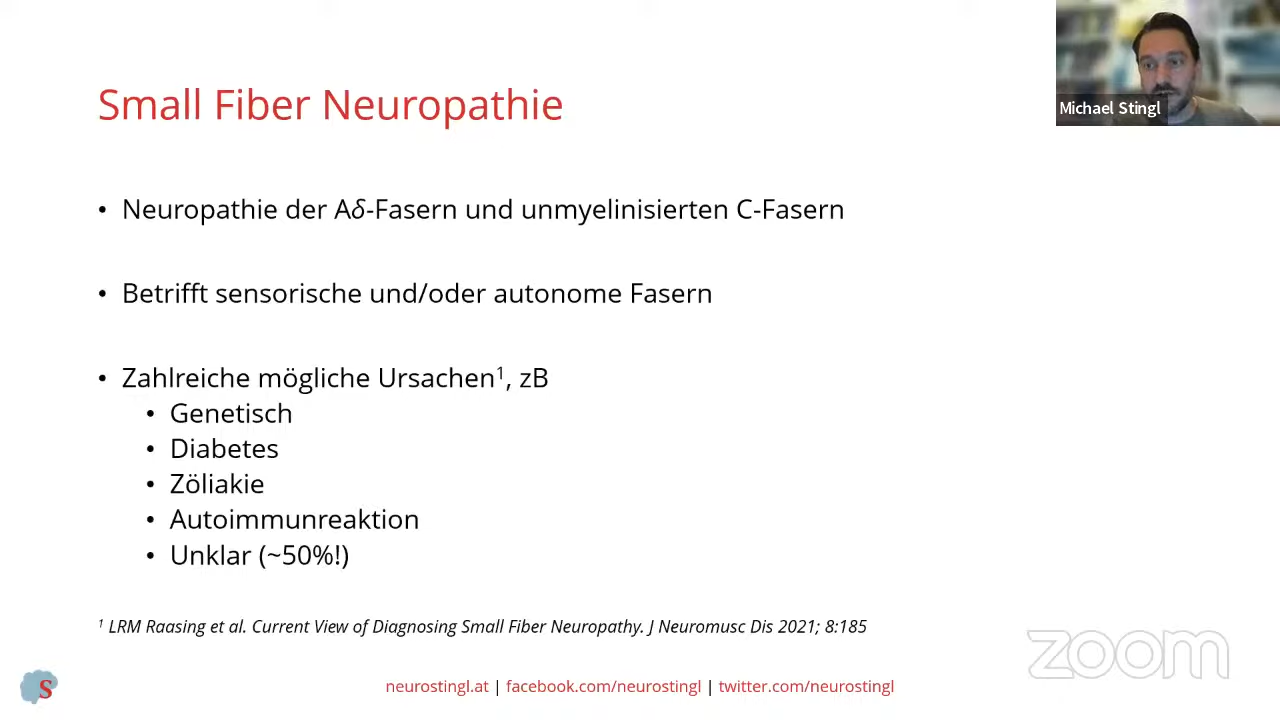 Small Fiber Neuropathie
Michael Stingl
• Neuropathie der Aδ-Fasern und unmyelinisierten C-Fasern
• Betrifft sensorische und/oder autonome Fasern
• Zahlreiche mögliche Ursachen¹, zB
• Genetisch
• Diabetes
• Zöliakie
• Autoimmunreaktion
• Unklar (~50%!)
¹ LRM Raasing et al. Current View of Diagnosing Small Fiber Neuropathy. J Neuromusc Dis 2021; 8:185
zoom
S
neurostingl.at | facebook.com/neurostingl | twitter.com/neurostingl